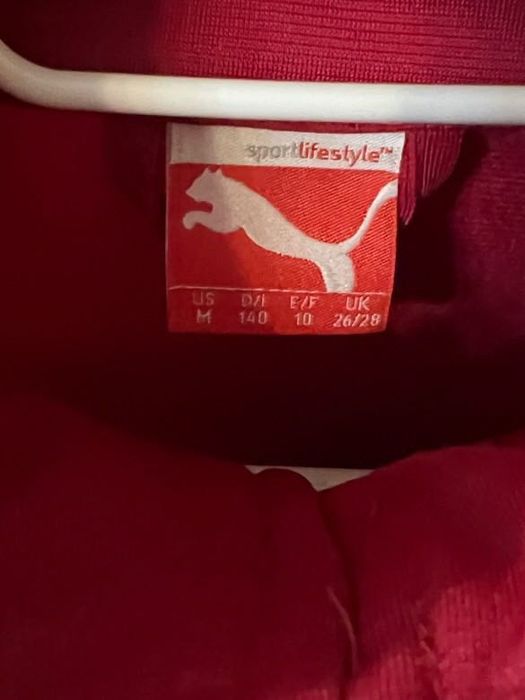 sportlifestyle™
US D/I E/F UK
M 140 10 26/28